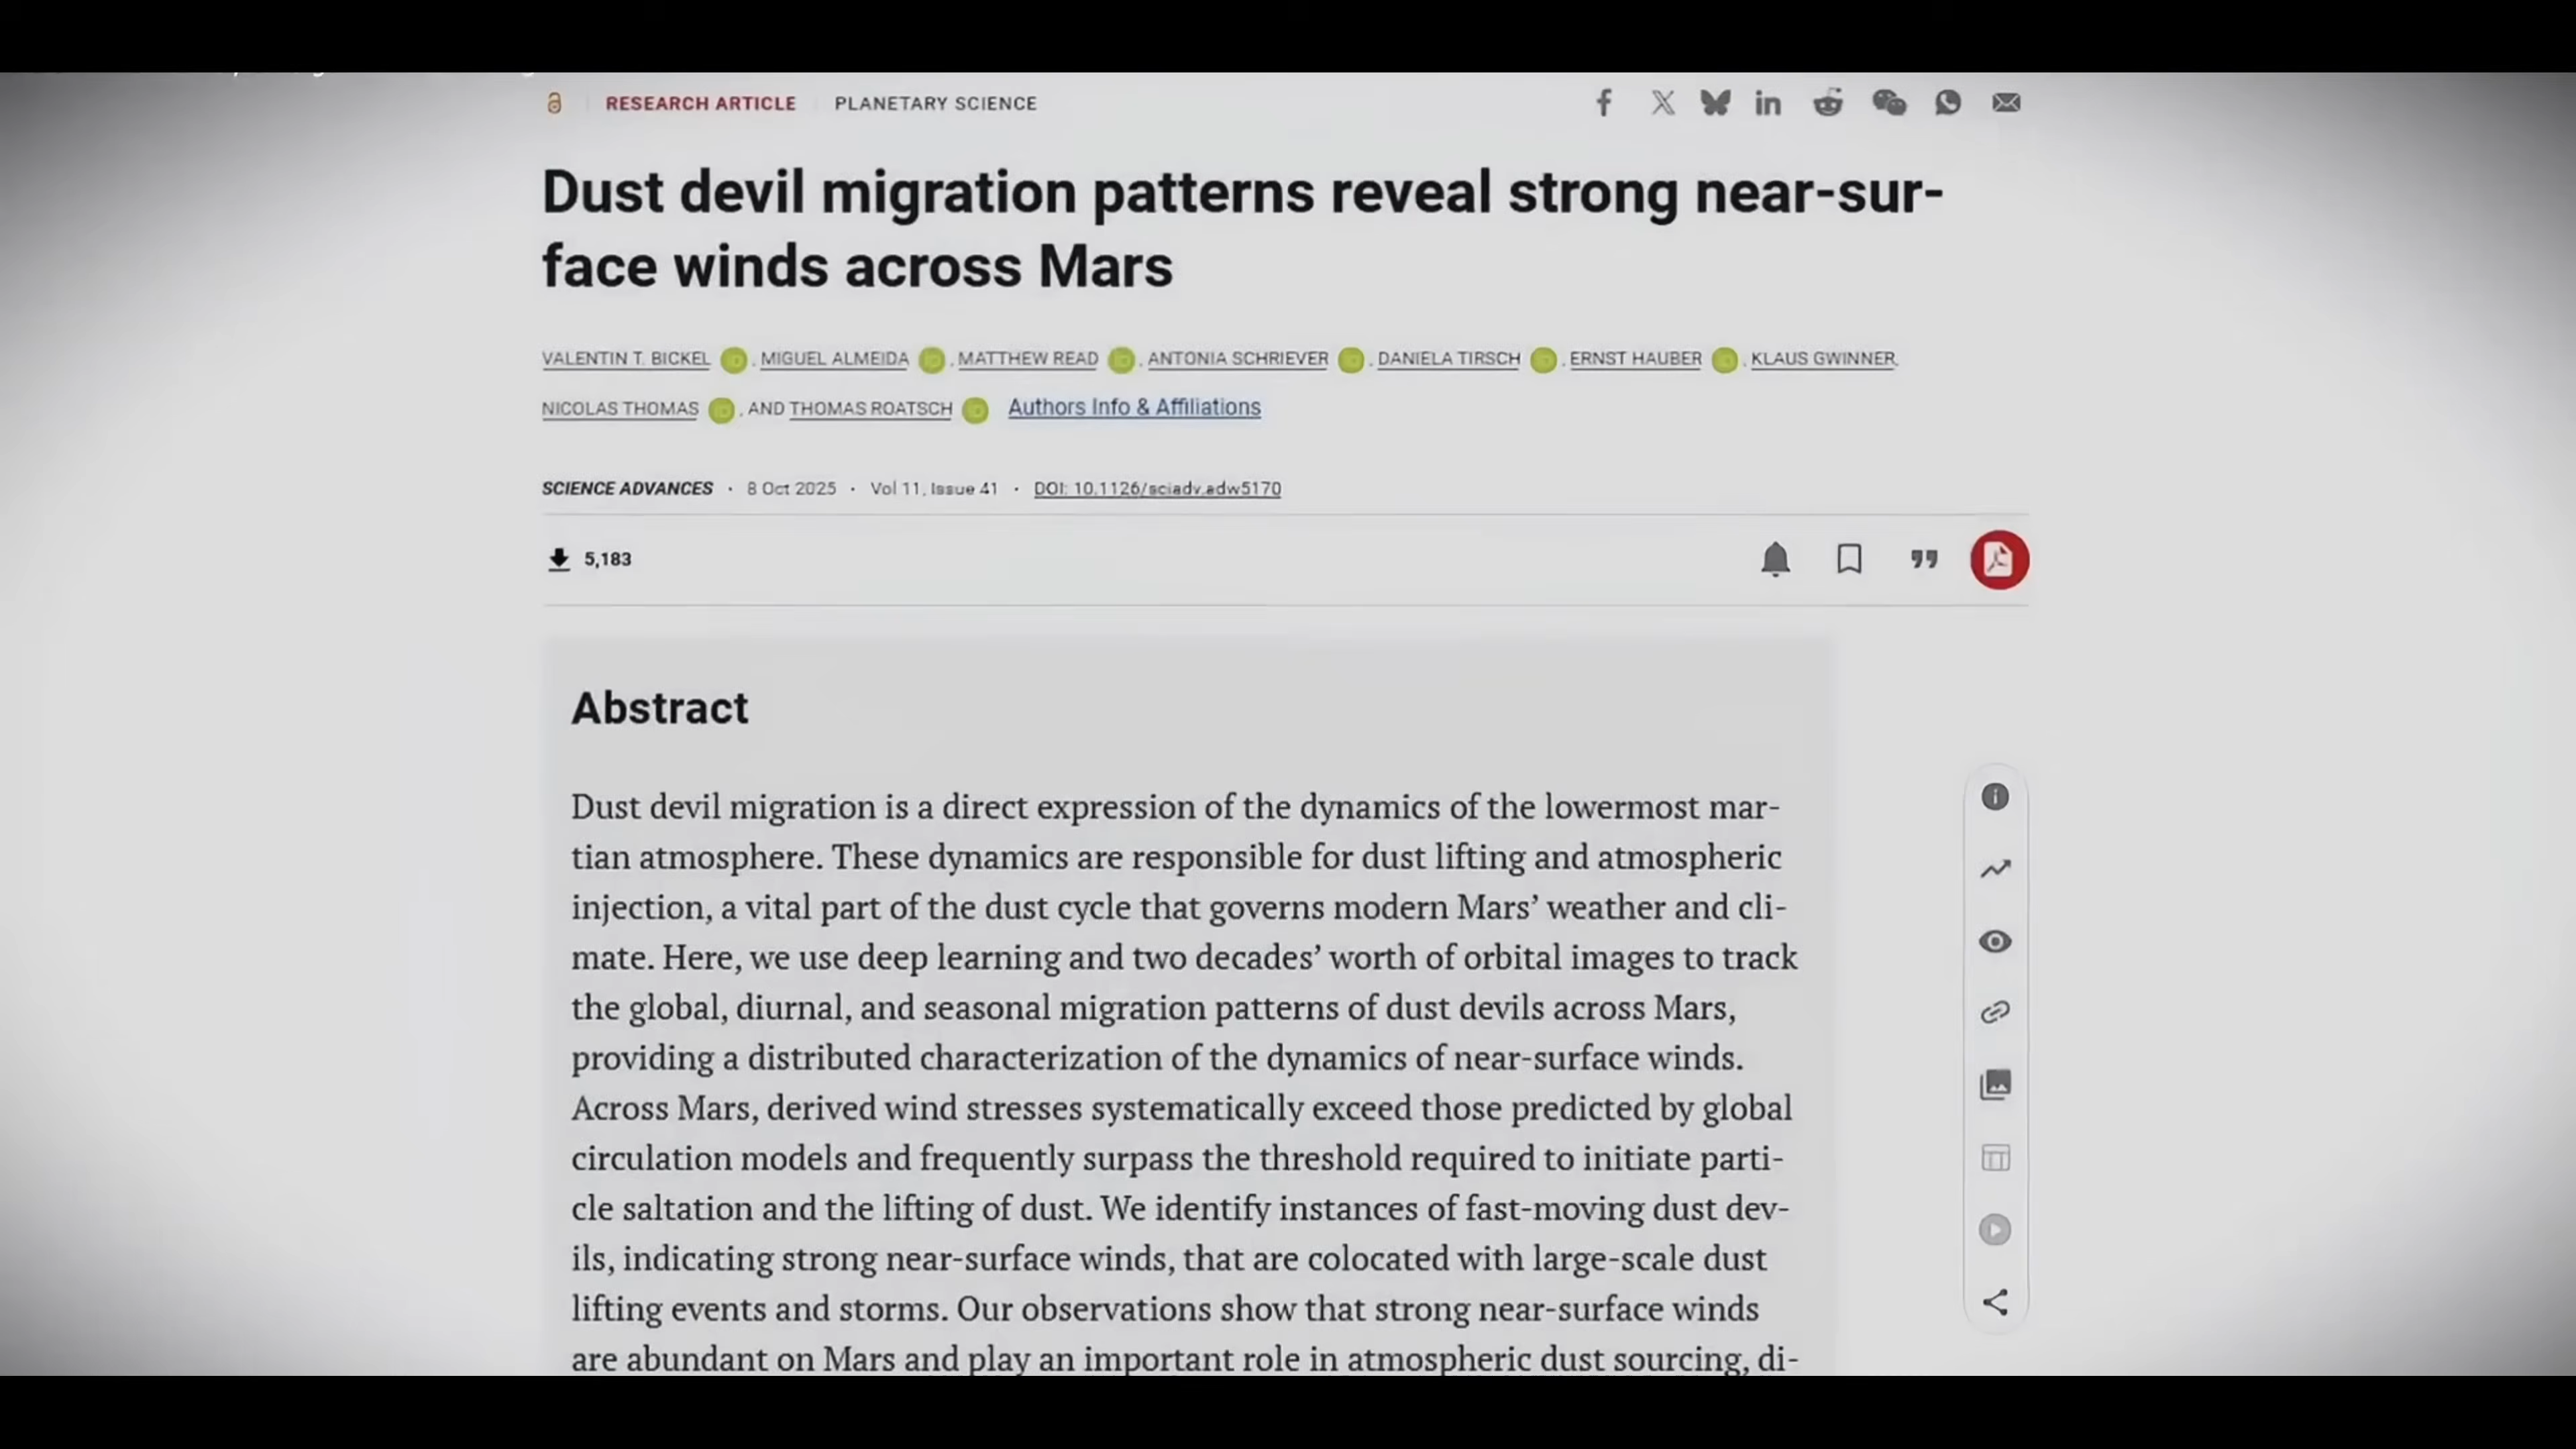 RESEARCH ARTICLE PLANETARY SCIENCE
Dust devil migration patterns reveal strong near-sur-
face winds across Mars
VALENTIN T. BICKEL, MIGUEL ALMEIDA, MATTHEW READ, ANTONIA SCHRIEVER, DANIELA TIRSCH, ERNST HAUBER, KLAUS GWINNER,
NICOLAS THOMAS, AND THOMAS ROATSCH Authors Info & Affiliations
SCIENCE ADVANCES · 8 Oct 2025 · Vol 11, Issue 41 · DOI: 10.1126/sciadv.adw5170
5,183
Abstract
Dust devil migration is a direct expression of the dynamics of the lowermost mar-
tian atmosphere. These dynamics are responsible for dust lifting and atmospheric
injection, a vital part of the dust cycle that governs modern Mars’ weather and cli-
mate. Here, we use deep learning and two decades’ worth of orbital images to track
the global, diurnal, and seasonal migration patterns of dust devils across Mars,
providing a distributed characterization of the dynamics of near-surface winds.
Across Mars, derived wind stresses systematically exceed those predicted by global
circulation models and frequently surpass the threshold required to initiate parti-
cle saltation and the lifting of dust. We identify instances of fast-moving dust dev-
ils, indicating strong near-surface winds, that are colocated with large-scale dust
lifting events and storms. Our observations show that strong near-surface winds
are abundant on Mars and play an important role in atmospheric dust sourcing, di-